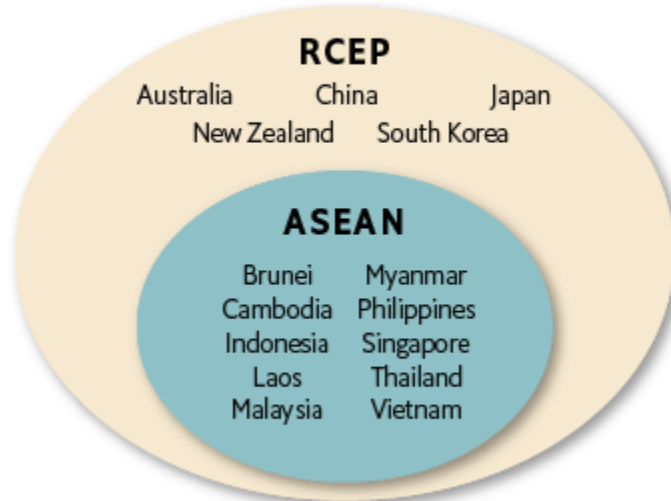 RCEP
Australia China Japan
New Zealand South Korea
ASEAN
Brunei Myanmar
Cambodia Philippines
Indonesia Singapore
Laos Thailand
Malaysia Vietnam